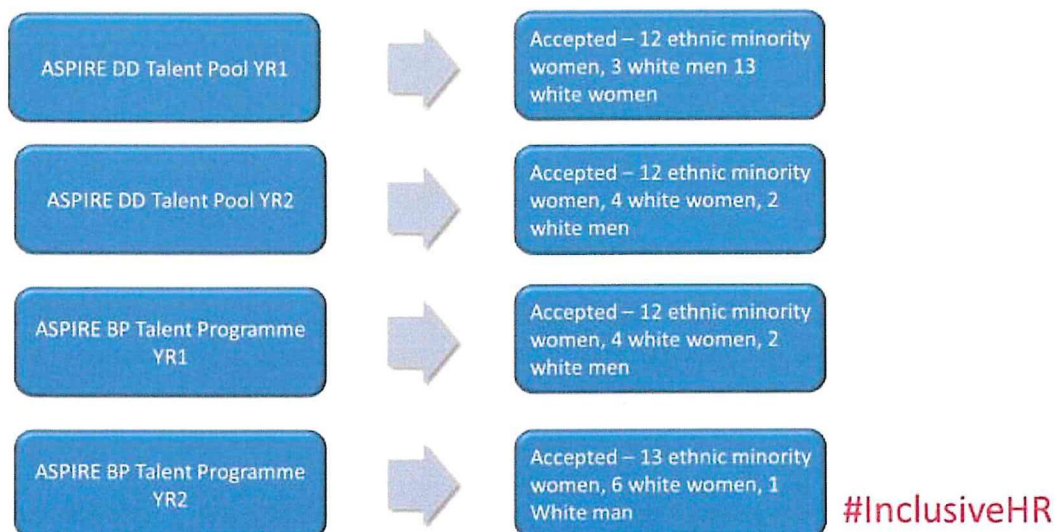 ASPIRE DD Talent Pool YR1
Accepted – 12 ethnic minority
women, 3 white men 13
white women
ASPIRE DD Talent Pool YR2
Accepted – 12 ethnic minority
women, 4 white women, 2
white men
ASPIRE BP Talent Programme
YR1
Accepted – 12 ethnic minority
women, 4 white women, 2
white men
ASPIRE BP Talent Programme
YR2
Accepted – 13 ethnic minority
women, 6 white women, 1
White man
#InclusiveHR